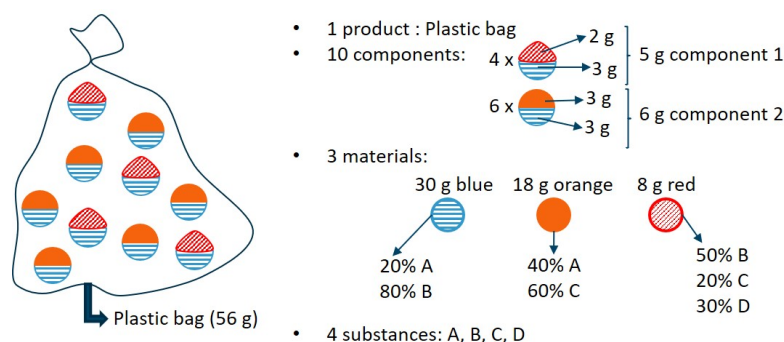 • 1 product : Plastic bag
• 10 components:
4 x
2 g
3 g
5 g component 1
6 x
3 g
3 g
6 g component 2
• 3 materials:
30 g blue
18 g orange
8 g red
20% A
80% B
40% A
60% C
50% B
20% C
30% D
Plastic bag (56 g)
• 4 substances: A, B, C, D